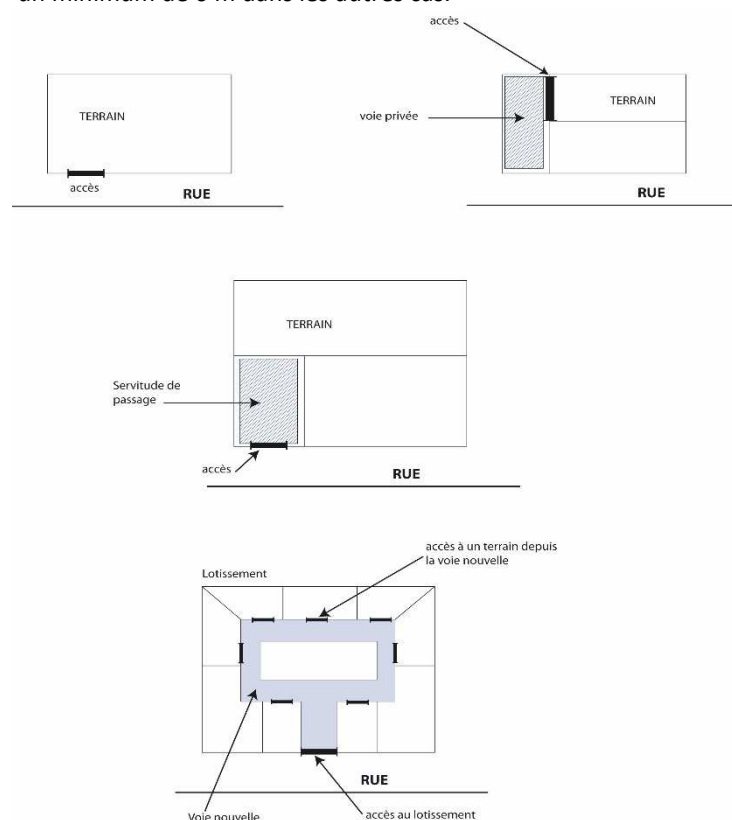 un minimum de 6 m dans les autres cas.
accès
TERRAIN
accès
RUE
voie privée
TERRAIN
RUE
TERRAIN
Servitude de
passage
accès
RUE
accès à un terrain depuis
la voie nouvelle
Lotissement
RUE
Voie nouvelle
accès au lotissement